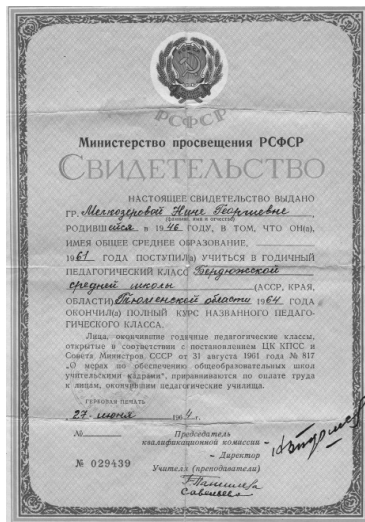 РСФСР
Министерство просвещения РСФСР
СВИДЕТЕЛЬСТВО
НАСТОЯЩЕЕ СВИДЕТЕЛЬСТВО ВЫДАНО
ГР. Мелкозеровой Нине Георгиевне
(фамилия, имя и отчество)
РОДИВШейся В 1946 ГОДУ, В ТОМ, ЧТО ОН(а),
ИМЕЯ ОБЩЕЕ СРЕДНЕЕ ОБРАЗОВАНИЕ,
1961 ГОДА ПОСТУПИЛ(а) УЧИТЬСЯ В ГОДИЧНЫЙ
ПЕДАГОГИЧЕСКИЙ КЛАСС Бердюжской
средней школы (АССР, КРАЯ,
ОБЛАСТИ) Тюменской области 1964 ГОДА
ОКОНЧИЛ(а) ПОЛНЫЙ КУРС НАЗВАННОГО ПЕДАГО-
ГИЧЕСКОГО КЛАССА.
Лица, окончившие годичные педагогические классы,
открытые в соответствии с постановлением ЦК КПСС и
Совета Министров СССР от 31 августа 1961 года № 817
„О мерах по обеспечению общеобразовательных школ
учительскими кадрами", приравниваются по оплате труда
к лицам, окончившим педагогические училища.
ГЕРБОВАЯ ПЕЧАТЬ
27 июня 1964 г.
№ Председатель
квалификационной комиссии -
- Директор
№ 029439 Учителя (преподаватели)